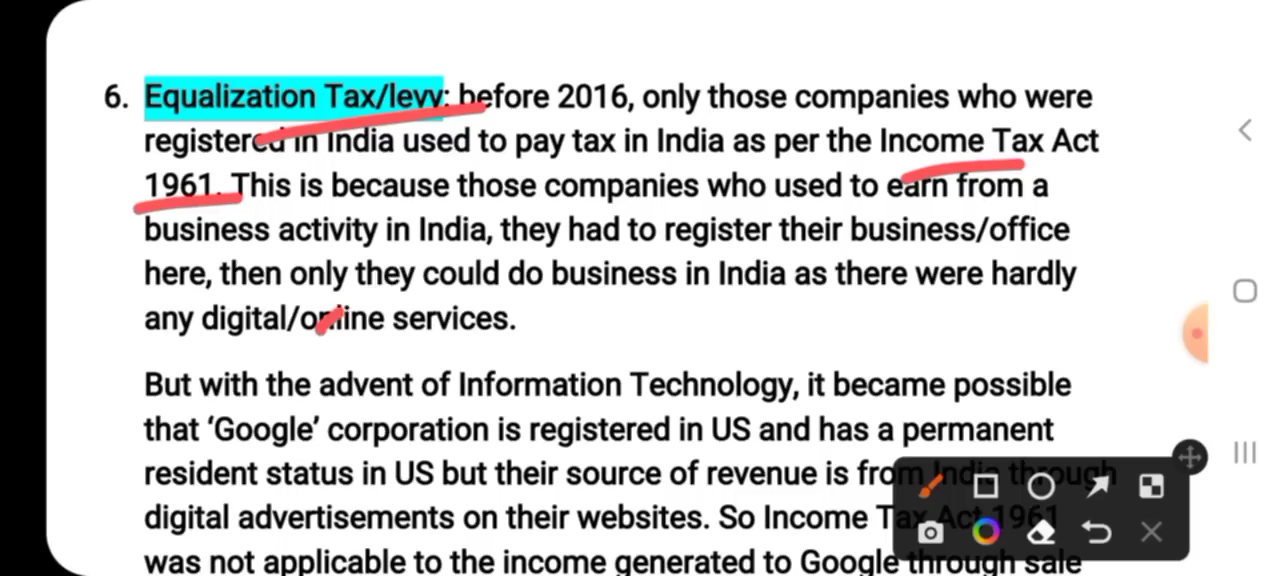 6. Equalization Tax/levy: before 2016, only those companies who were
registered in India used to pay tax in India as per the Income Tax Act
1961. This is because those companies who used to earn from a
business activity in India, they had to register their business/office
here, then only they could do business in India as there were hardly
any digital/online services.
But with the advent of Information Technology, it became possible
that ‘Google’ corporation is registered in US and has a permanent
resident status in US but their source of revenue is from India through
digital advertisements on their websites. So Income Tax Act 1961
was not applicable to the income generated to Google through sale